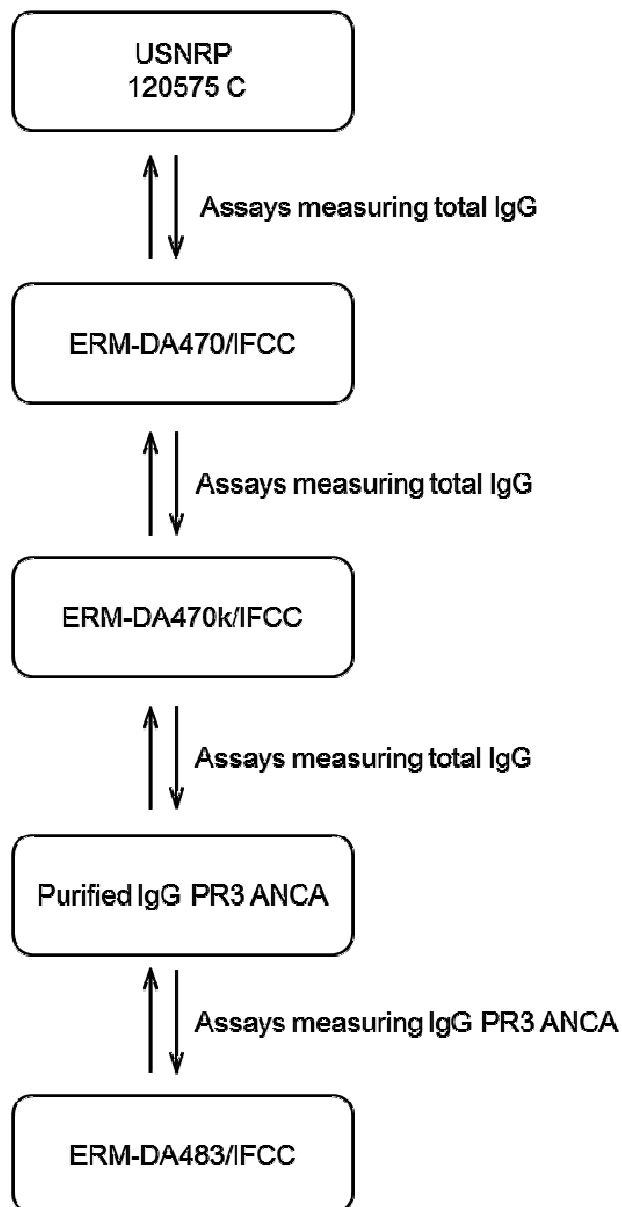 USNRP
120575 C
Assays measuring total IgG
ERM-DA470/IFCC
Assays measuring total IgG
ERM-DA470k/IFCC
Assays measuring total IgG
Purified IgG PR3 ANCA
Assays measuring IgG PR3 ANCA
ERM-DA483/IFCC